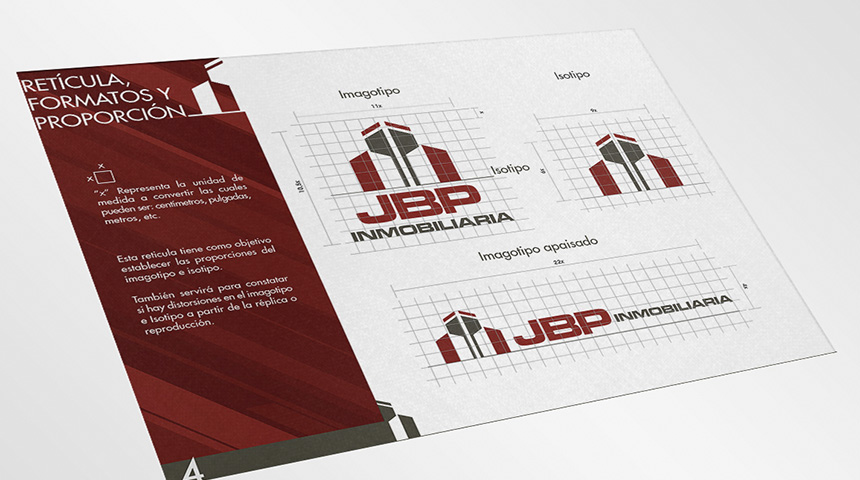 RETÍCULA,
FORMATOS Y
PROPORCIÓN
x
x
"x" Representa la unidad de
medida a convertir las cuales
pueden ser: centímetros, pulgadas,
metros, etc.
Esta retícula tiene como objetivo
establecer las proporciones del
imagotipo e isotipo.
También servirá para constatar
si hay distorsiones en el imagotipo
e Isotipo a partir de la réplica o
reproducción.
4
Imagotipo
11x
Isotipo
JBP
INMOBILIARIA
Isotipo
9x
Imagotipo apaisado
22x
JBP INMOBILIARIA